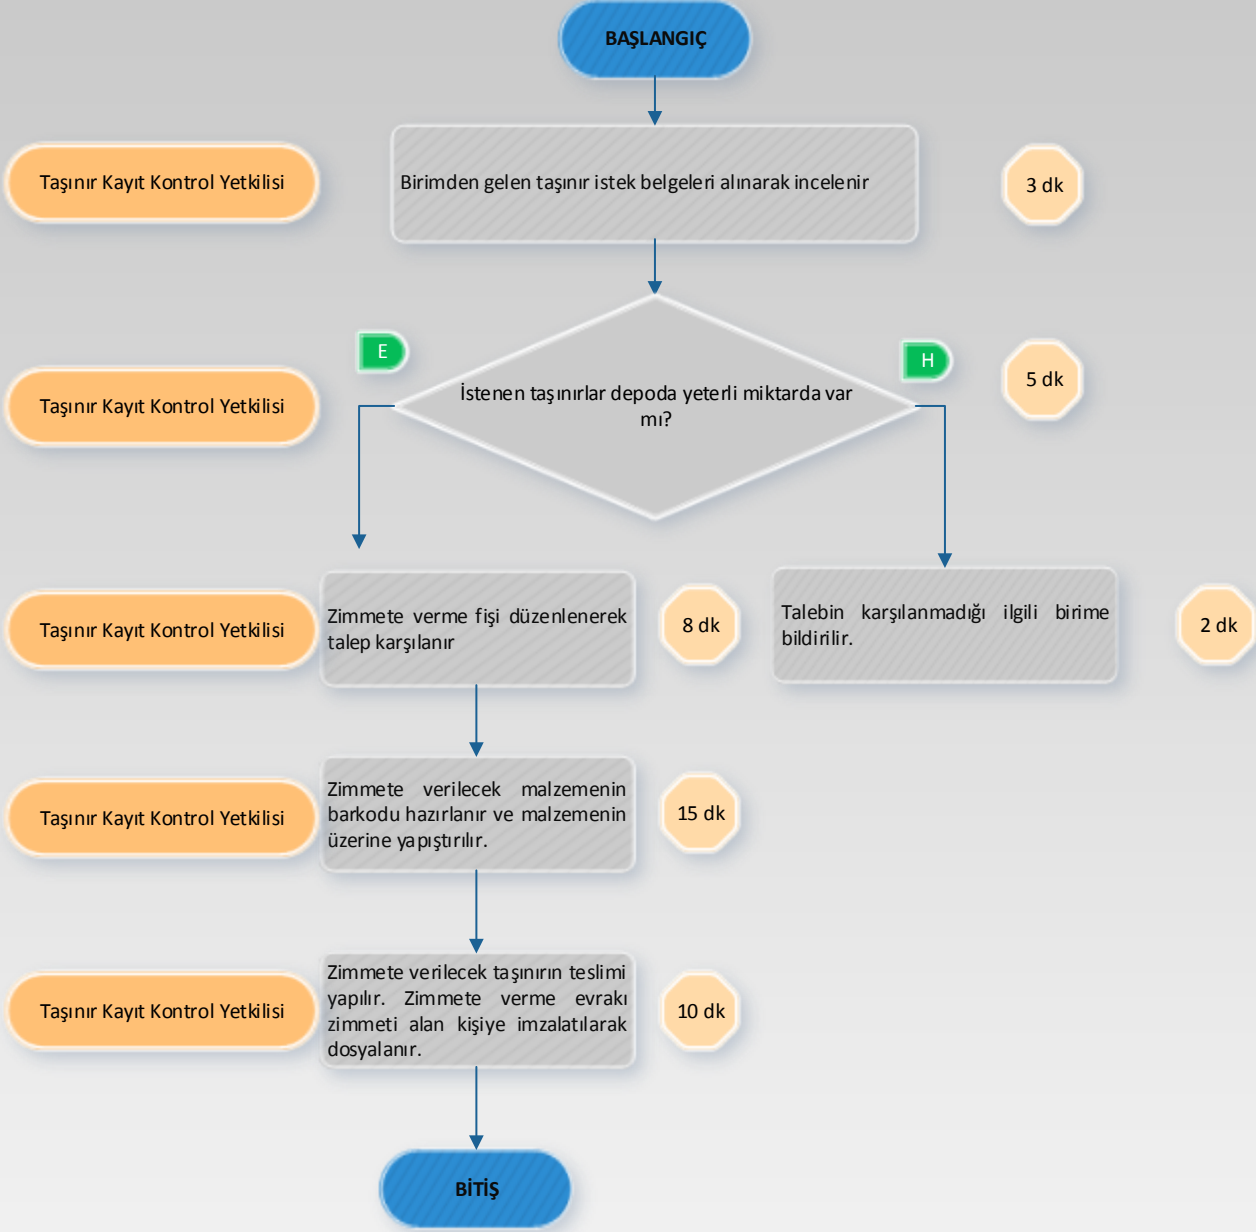 BAŞLANGIÇ
Taşınır Kayıt Kontrol Yetkilisi
Birimden gelen taşınır istek belgeleri alınarak incelenir
3 dk
E
H
Taşınır Kayıt Kontrol Yetkilisi
İstenen taşınırlar depoda yeterli miktarda var
mı?
5 dk
Taşınır Kayıt Kontrol Yetkilisi
Zimmete verme fişi düzenlenerek
talep karşılanır
8 dk
Talebin karşılanmadığı ilgili birime
bildirilir.
2 dk
Taşınır Kayıt Kontrol Yetkilisi
Zimmete verilecek malzemenin
barkodu hazırlanır ve malzemenin
üzerine yapıştırılır.
15 dk
Taşınır Kayıt Kontrol Yetkilisi
Zimmete verilecek taşınırın teslimi
yapılır. Zimmete verme evrakı
zimmeti alan kişiye imzalatılarak
dosyalanır.
10 dk
BİTİŞ